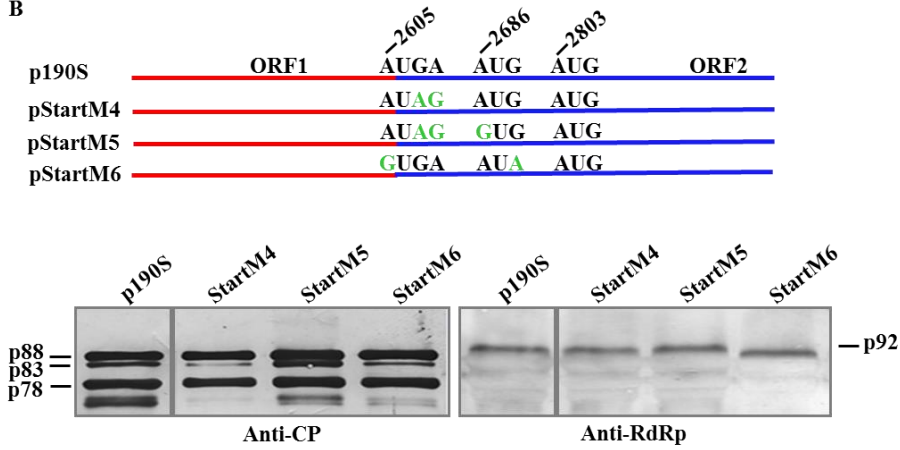 B
–2605 –2686 –2803
p190S ORF1 AUGA AUG AUG ORF2
pStartM4 AUAG AUG AUG
pStartM5 AUAG GUG AUG
pStartM6 GUGA AUA AUG
p190S StartM4 StartM5 StartM6 p190S StartM4 StartM5 StartM6
p88
p83
p78
p92
Anti-CP Anti-RdRp